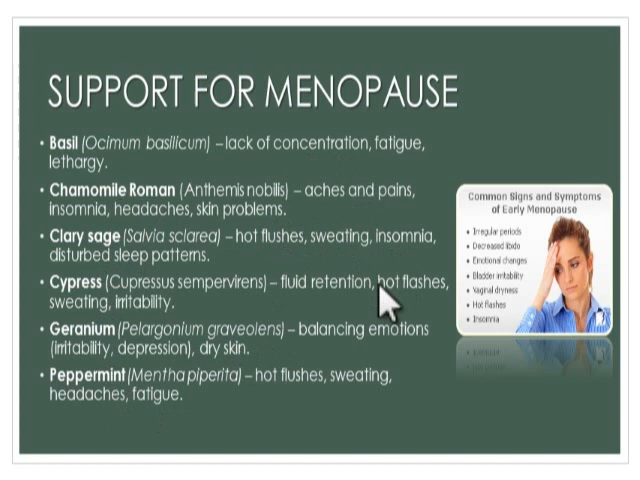 SUPPORT FOR MENOPAUSE
• Basil (Ocimum basilicum) – lack of concentration, fatigue,
lethargy.
• Chamomile Roman (Anthemis nobilis) – aches and pains,
insomnia, headaches, skin problems.
• Clary sage (Salvia sclarea) – hot flushes, sweating, insomnia,
disturbed sleep patterns.
• Cypress (Cupressus sempervirens) – fluid retention, hot flashes,
sweating, irritability.
• Geranium (Pelargonium graveolens) – balancing emotions
(irritability, depression), dry skin.
• Peppermint (Mentha piperita) – hot flushes, sweating,
headaches, fatigue.
Common Signs and Symptoms
of Early Menopause
• Irregular periods
• Decreased libido
• Emotional changes
• Bladder irritability
• Vaginal dryness
• Hot flashes
• Insomnia